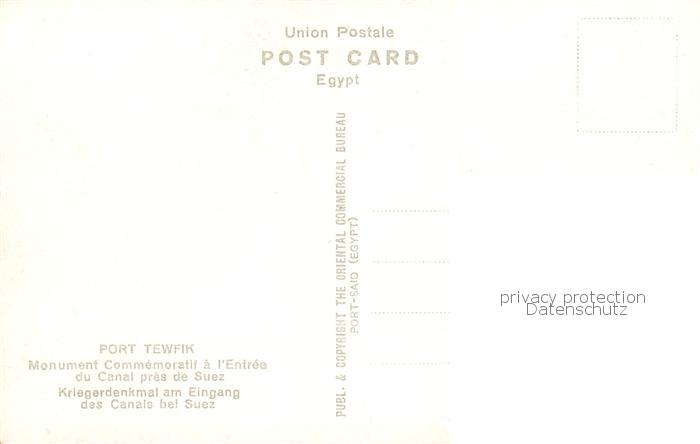 Union Postale
POST CARD
Egypt
PUBL. & COPYRIGHT THE ORIENTAL COMMERCIAL BUREAU
PORT-SAID (EGYPT)
privacy protection
Datenschutz
PORT TEWFIK
Monument Commémoratif à l'Entrée
du Canal près de Suez
Kriegerdenkmal am Eingang
des Canals bei Suez